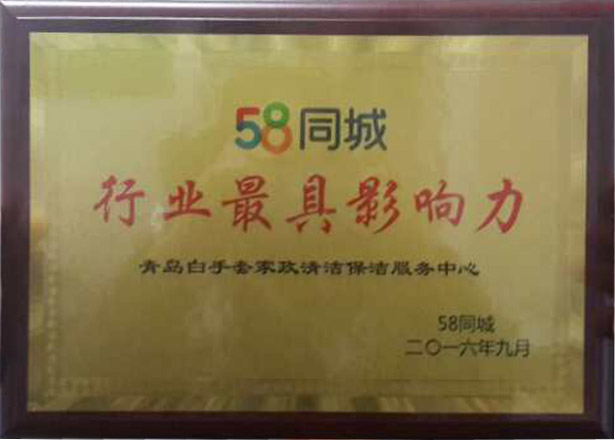 58同城
行业最具影响力
青岛白手套家政清洁保洁服务中心
58同城
二〇一六年九月